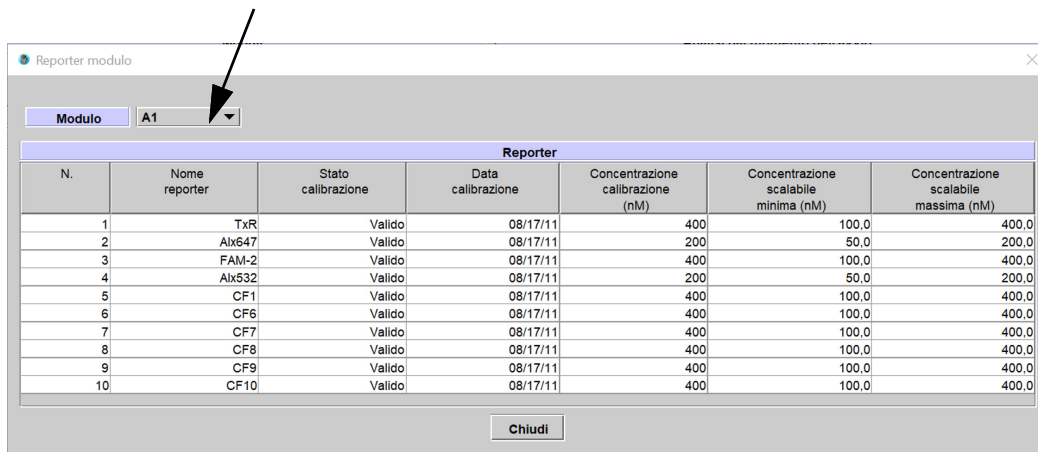 Reporter modulo
Modulo A1
Reporter
N. Nome reporter Stato calibrazione Data calibrazione Concentrazione calibrazione (nM) Concentrazione scalabile minima (nM) Concentrazione scalabile massima (nM)
1 TxR Valido 08/17/11 400 100,0 400,0
2 Alx647 Valido 08/17/11 200 50,0 200,0
3 FAM-2 Valido 08/17/11 400 100,0 400,0
4 Alx532 Valido 08/17/11 200 50,0 200,0
5 CF1 Valido 08/17/11 400 100,0 400,0
6 CF6 Valido 08/17/11 400 100,0 400,0
7 CF7 Valido 08/17/11 400 100,0 400,0
8 CF8 Valido 08/17/11 400 100,0 400,0
9 CF9 Valido 08/17/11 400 100,0 400,0
10 CF10 Valido 08/17/11 400 100,0 400,0
Chiudi